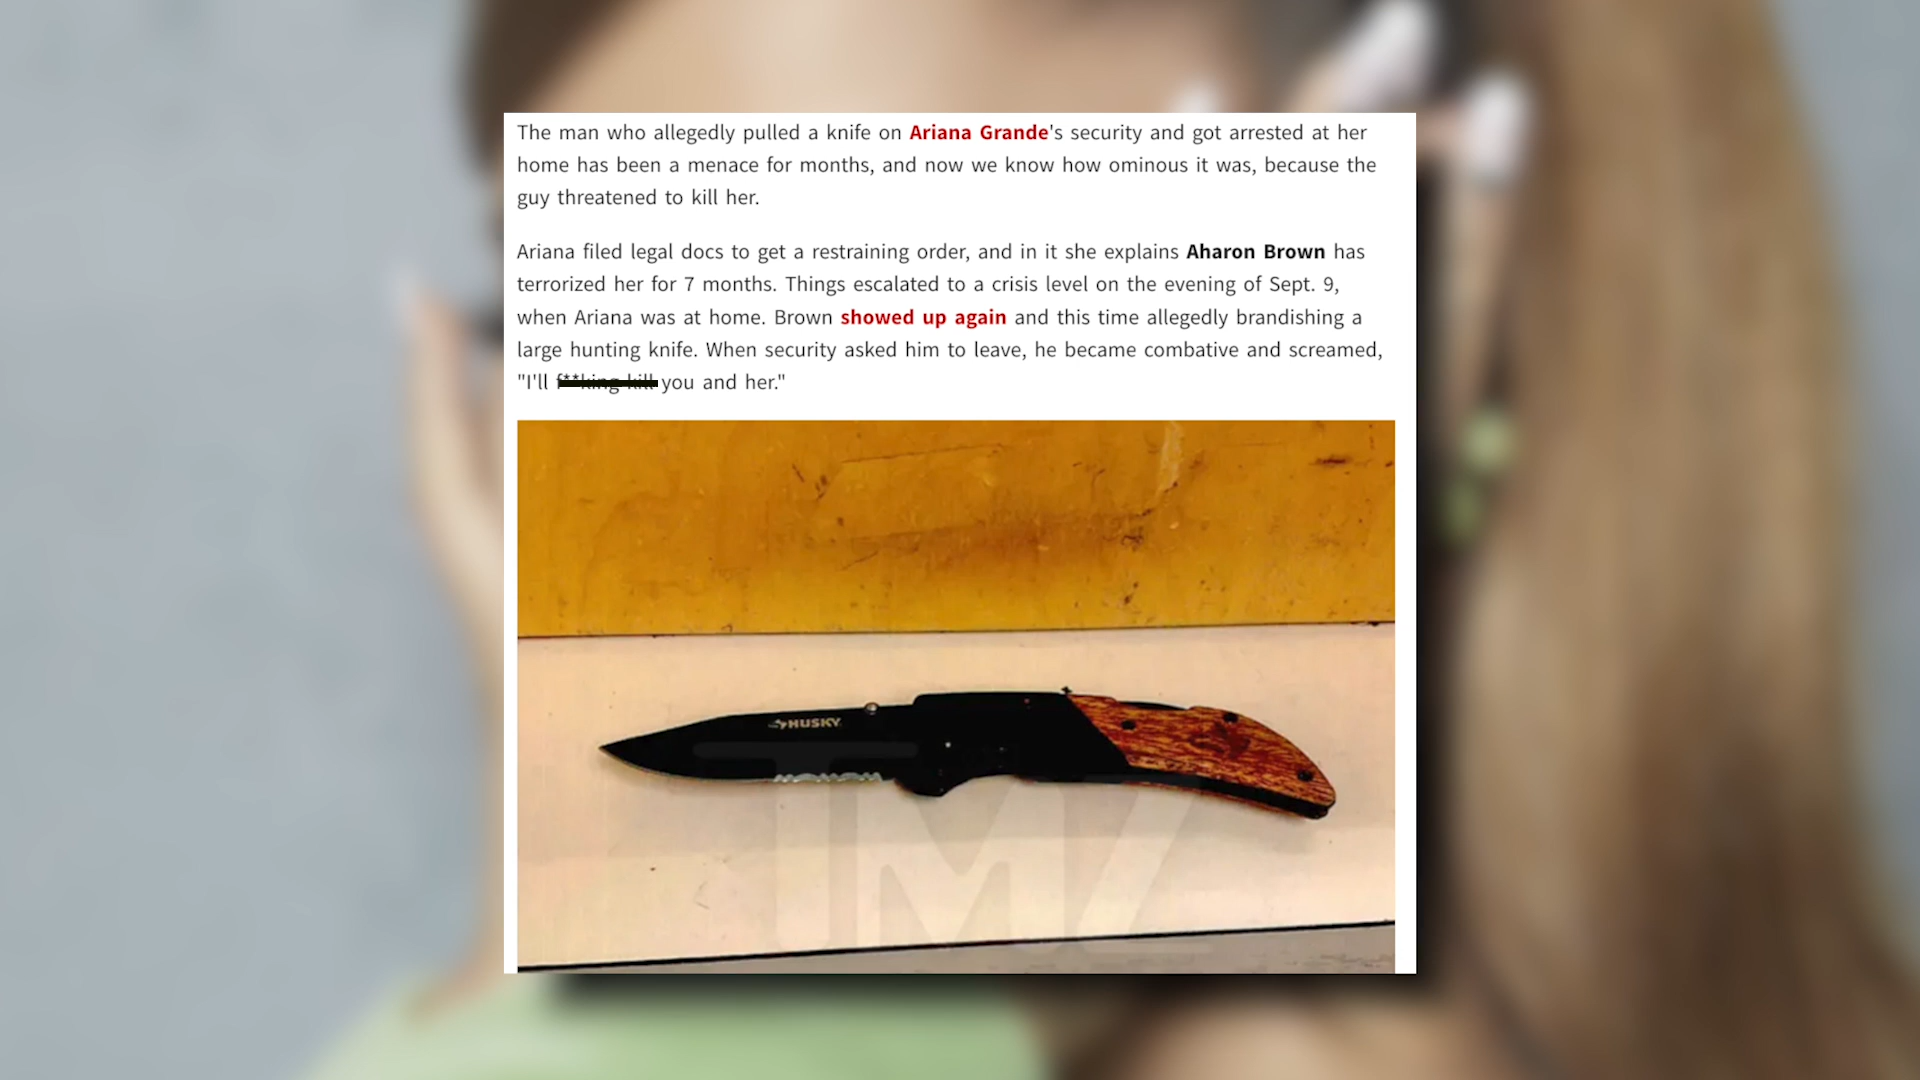 The man who allegedly pulled a knife on Ariana Grande's security and got arrested at her
home has been a menace for months, and now we know how ominous it was, because the
guy threatened to kill her.
Ariana filed legal docs to get a restraining order, and in it she explains Aharon Brown has
terrorized her for 7 months. Things escalated to a crisis level on the evening of Sept. 9,
when Ariana was at home. Brown showed up again and this time allegedly brandishing a
large hunting knife. When security asked him to leave, he became combative and screamed,
"I'll f**king kill you and her."
HUSKY
TMZ